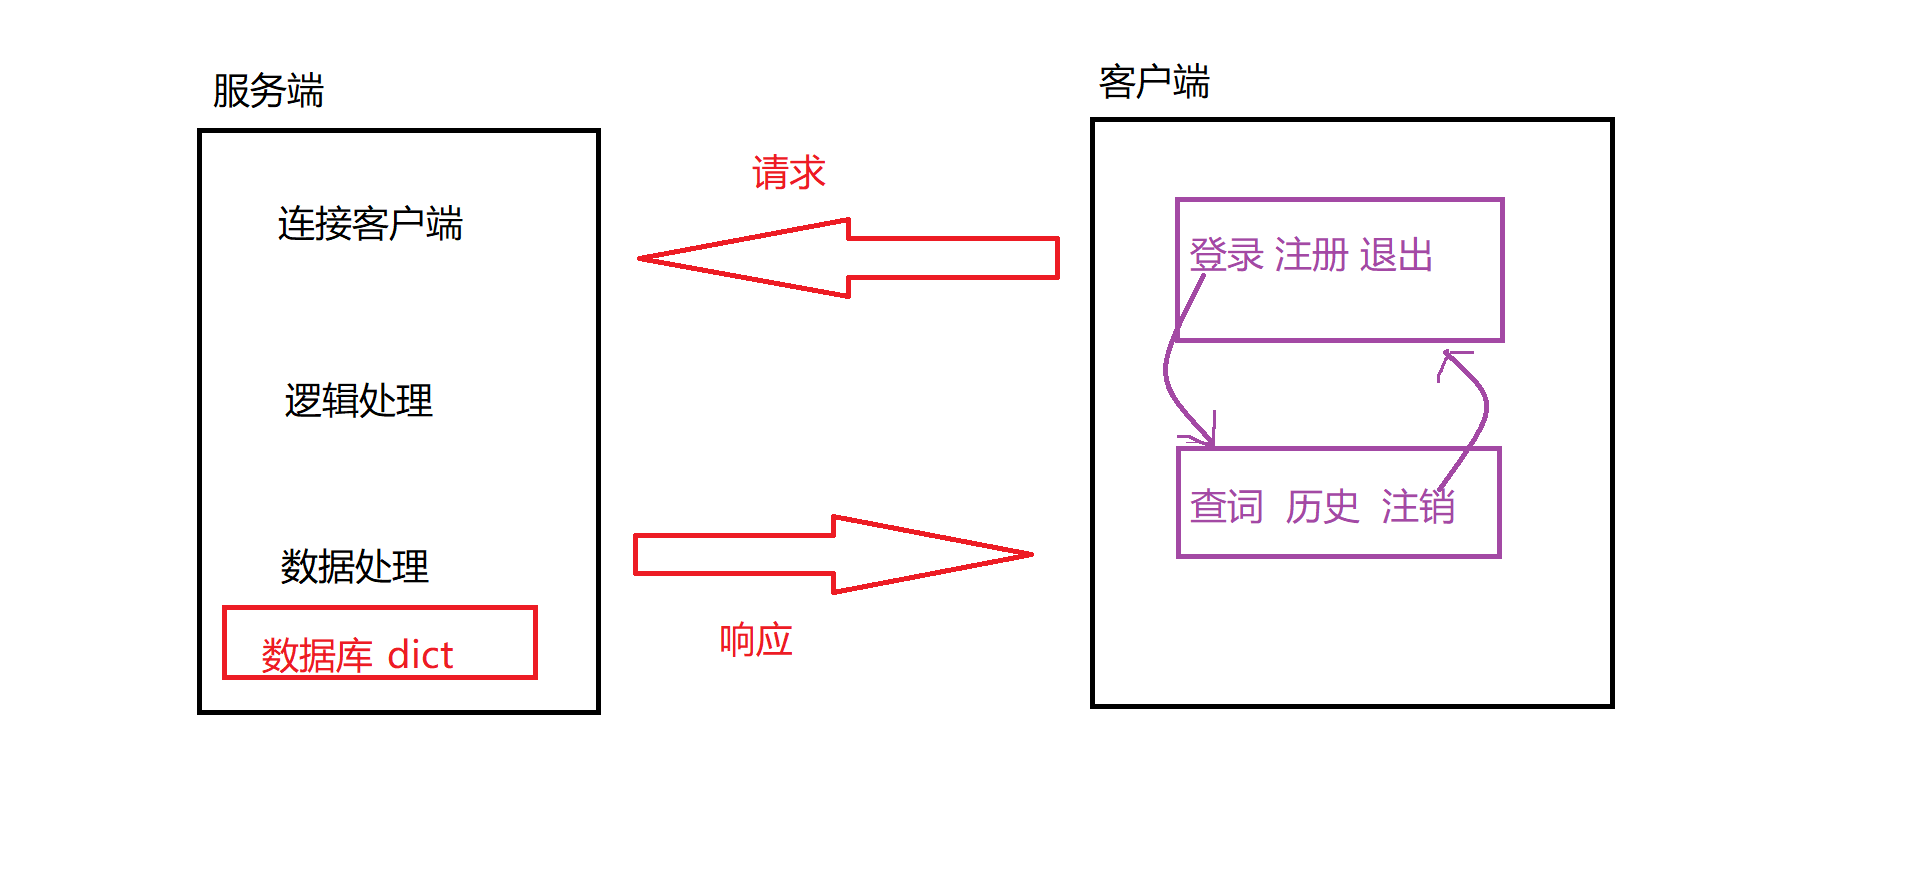 服务端
连接客户端
逻辑处理
数据处理
数据库 dict
请求
响应
客户端
登录 注册 退出
查词 历史 注销